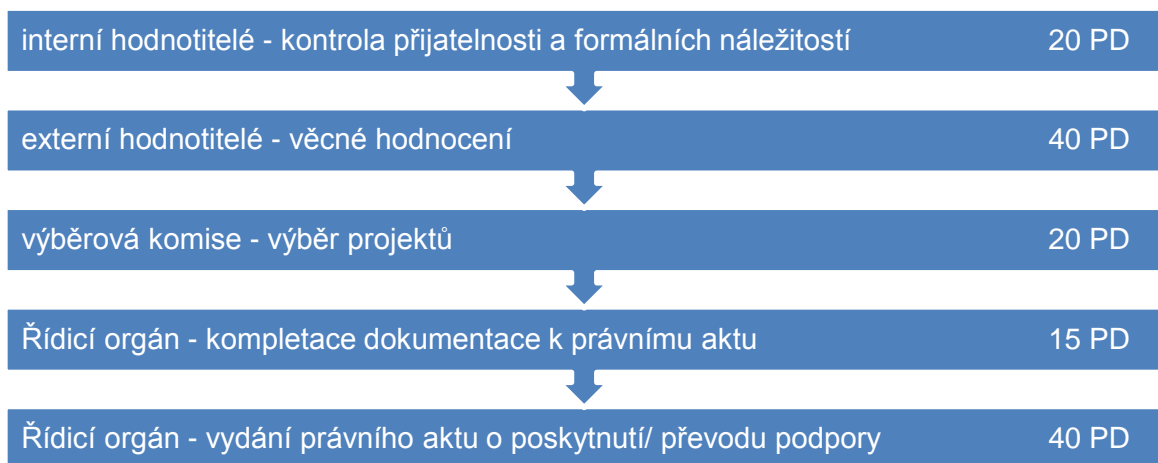 interní hodnotitelé - kontrola přijatelnosti a formálních náležitostí 20 PD
externí hodnotitelé - věcné hodnocení 40 PD
výběrová komise - výběr projektů 20 PD
Řídicí orgán - kompletace dokumentace k právnímu aktu 15 PD
Řídicí orgán - vydání právního aktu o poskytnutí/ převodu podpory 40 PD